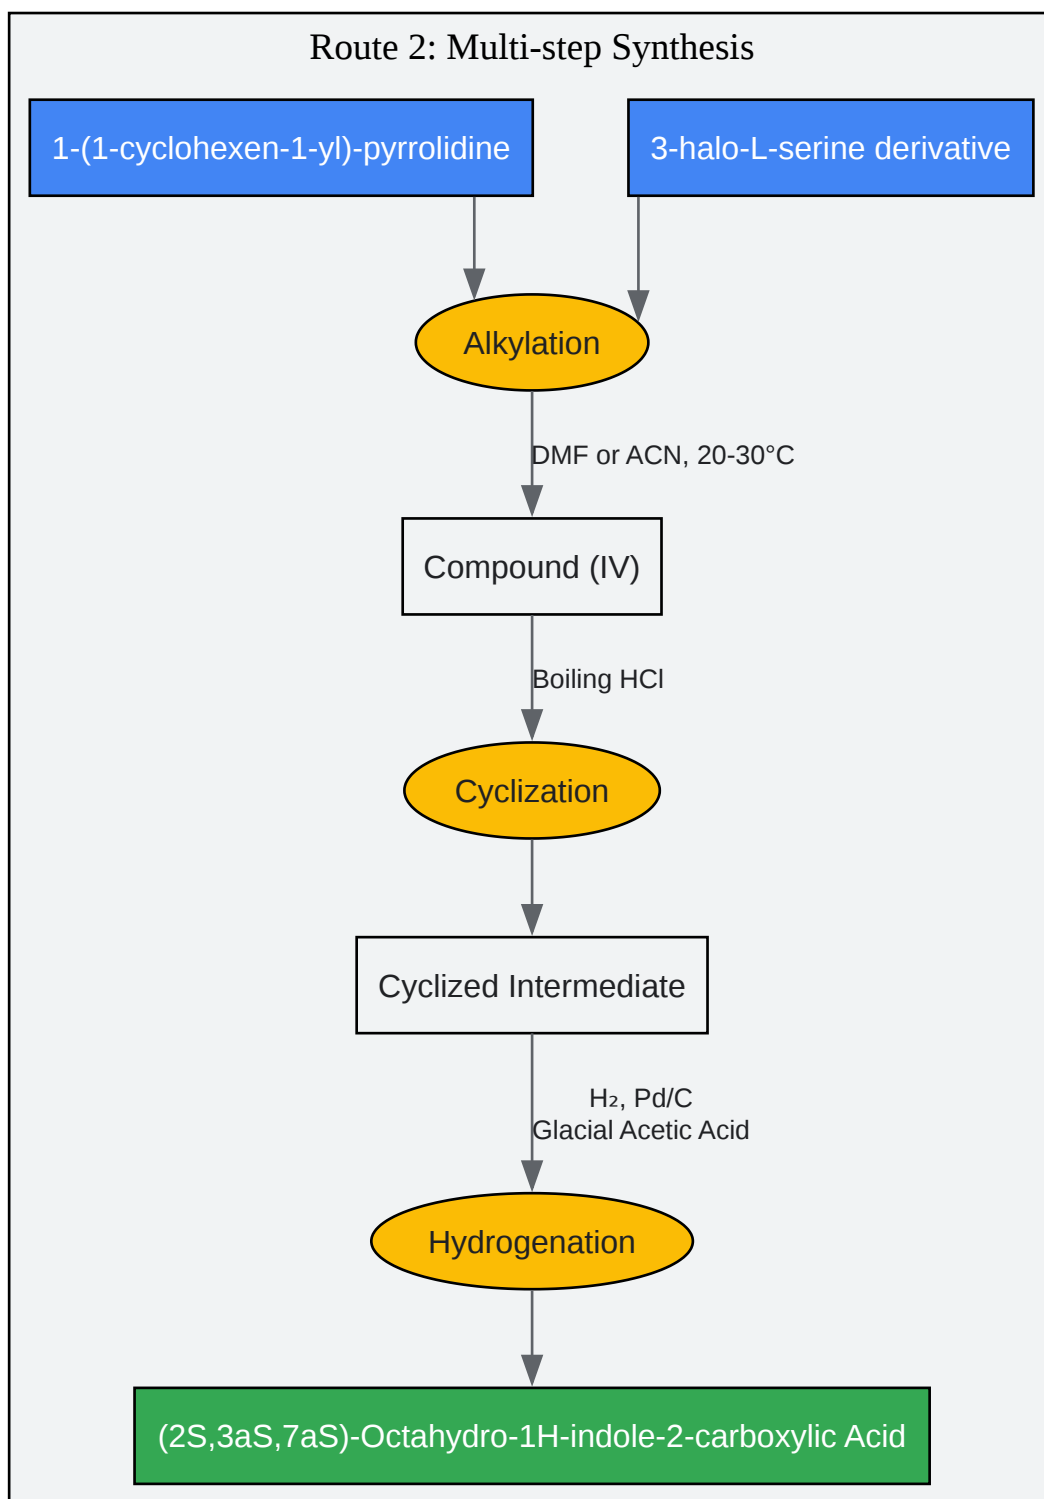 Route 2: Multi-step Synthesis
1-(1-cyclohexen-1-yl)-pyrrolidine
3-halo-L-serine derivative
Alkylation
DMF or ACN, 20-30°C
Compound (IV)
Boiling HCl
Cyclization
Cyclized Intermediate
H₂, Pd/C
Glacial Acetic Acid
Hydrogenation
(2S,3aS,7aS)-Octahydro-1H-indole-2-carboxylic Acid